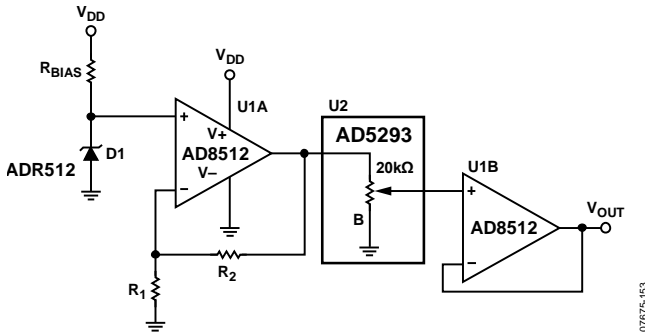 VDD
RBIAS
VDD
U1A
U2
V+
AD8512
V–
+
–
D1
ADR512
AD5293
20kΩ
B
U1B
+
AD8512
–
VOUT
R2
R1
07675-153